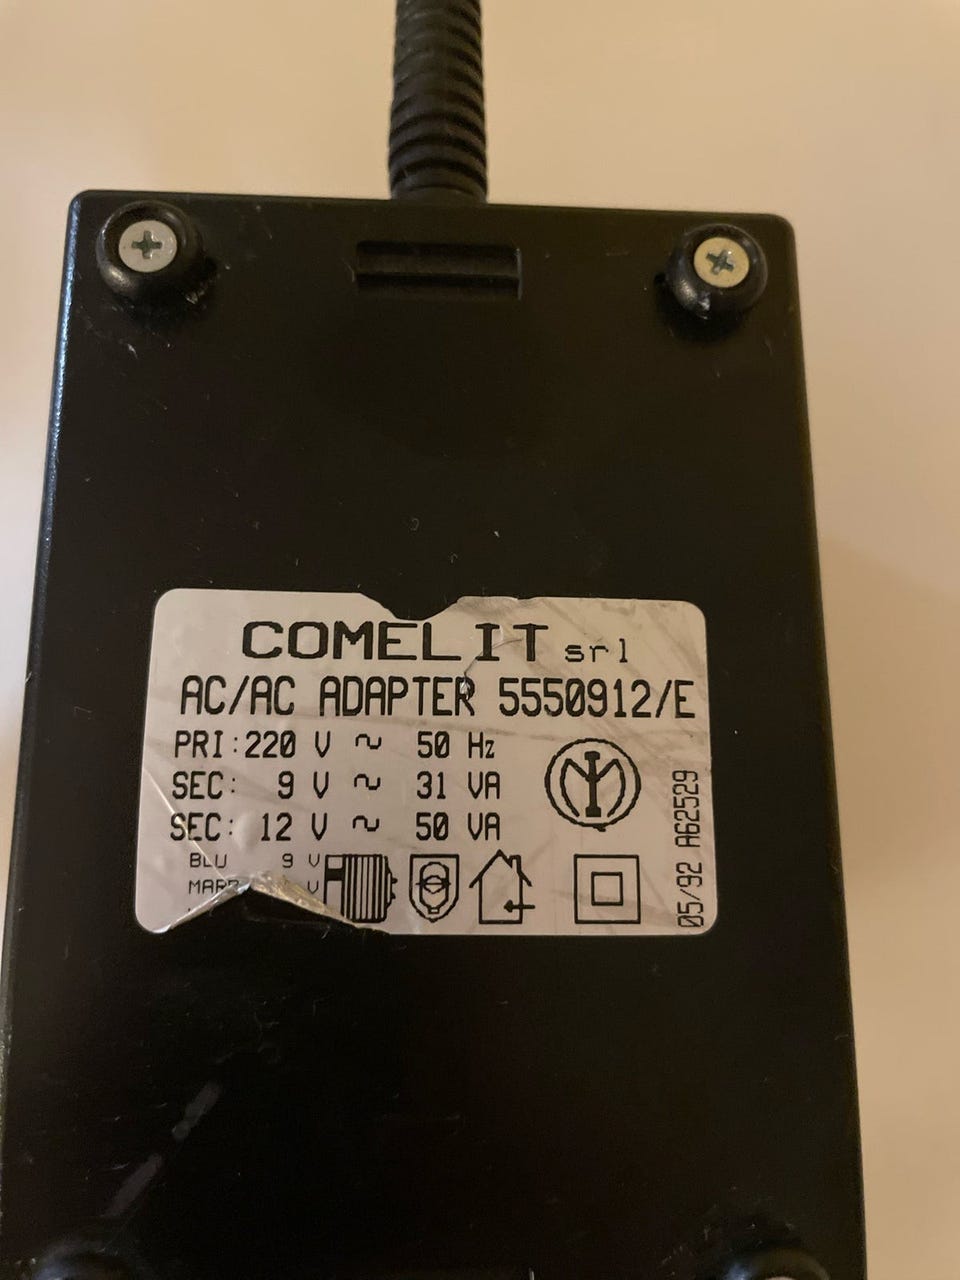 COMELIT srl
AC/AC ADAPTER 5550912/E
PRI: 220 V ~ 50 Hz
SEC: 9 V ~ 31 VA
SEC: 12 V ~ 50 VA
BLU 9 V
V
05/92 A62529